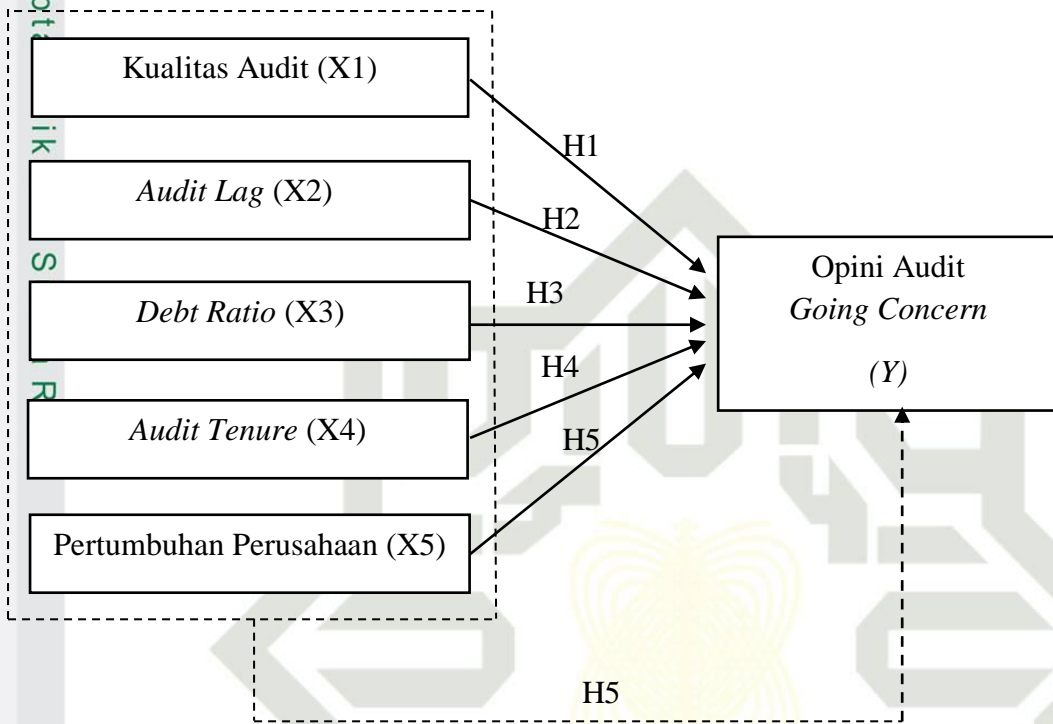 Kualitas Audit (X1)
H1
Audit Lag (X2)
H2
Debt Ratio (X3)
H3
Opini Audit
Going Concern
(Y)
H4
Audit Tenure (X4)
H5
Pertumbuhan Perusahaan (X5)
H5